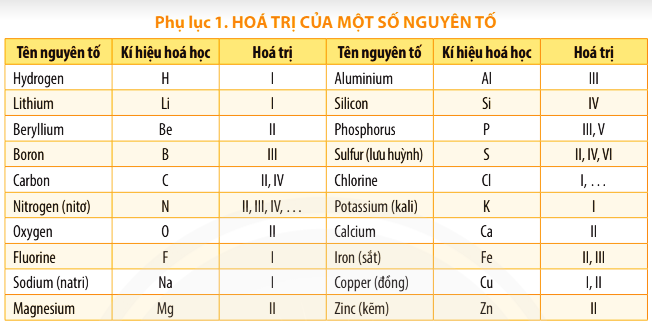 Phụ lục 1. HOÁ TRỊ CỦA MỘT SỐ NGUYÊN TỐ
Tên nguyên tố Kí hiệu hoá học Hoá trị Tên nguyên tố Kí hiệu hoá học Hoá trị
Hydrogen H I Aluminium Al III
Lithium Li I Silicon Si IV
Beryllium Be II Phosphorus P III, V
Boron B III Sulfur (lưu huỳnh) S II, IV, VI
Carbon C II, IV Chlorine Cl I, …
Nitrogen (nitơ) N II, III, IV, … Potassium (kali) K I
Oxygen O II Calcium Ca II
Fluorine F I Iron (sắt) Fe II, III
Sodium (natri) Na I Copper (đồng) Cu I, II
Magnesium Mg II Zinc (kẽm) Zn II